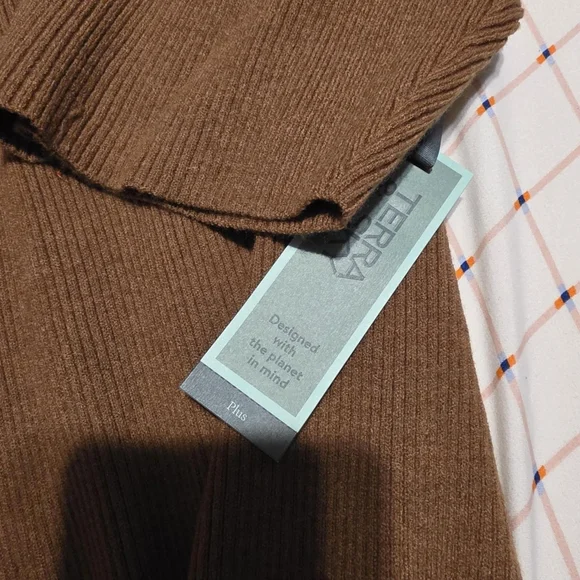 TERRA
& SKY
Designed
with
the planet
in mind
Plus